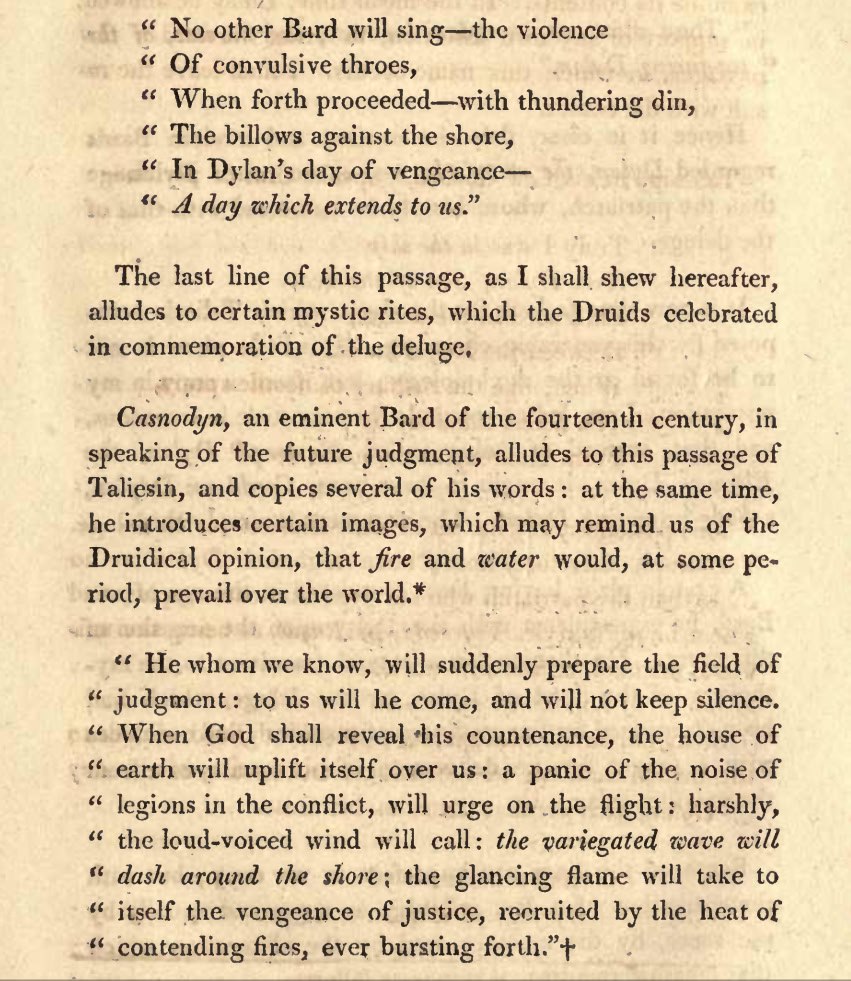 “ No other Bard will sing—the violence
“ Of convulsive throes,
“ When forth proceeded—with thundering din,
“ The billows against the shore,
“ In Dylan’s day of vengeance—
“ A day which extends to us.”
The last line of this passage, as I shall shew hereafter,
alludes to certain mystic rites, which the Druids celebrated
in commemoration of the deluge.
Casnodyn, an eminent Bard of the fourteenth century, in
speaking of the future judgment, alludes to this passage of
Taliesin, and copies several of his words : at the same time,
he introduces certain images, which may remind us of the
Druidical opinion, that fire and water would, at some pe-
riod, prevail over the world.*
“ He whom we know, will suddenly prepare the field of
“ judgment : to us will he come, and will not keep silence.
“ When God shall reveal his countenance, the house of
“ earth will uplift itself over us : a panic of the noise of
“ legions in the conflict, will urge on the flight : harshly,
“ the loud-voiced wind will call : the variegated wave will
“ dash around the shore ; the glancing flame will take to
“ itself the vengeance of justice, recruited by the heat of
“ contending fires, ever bursting forth.”†